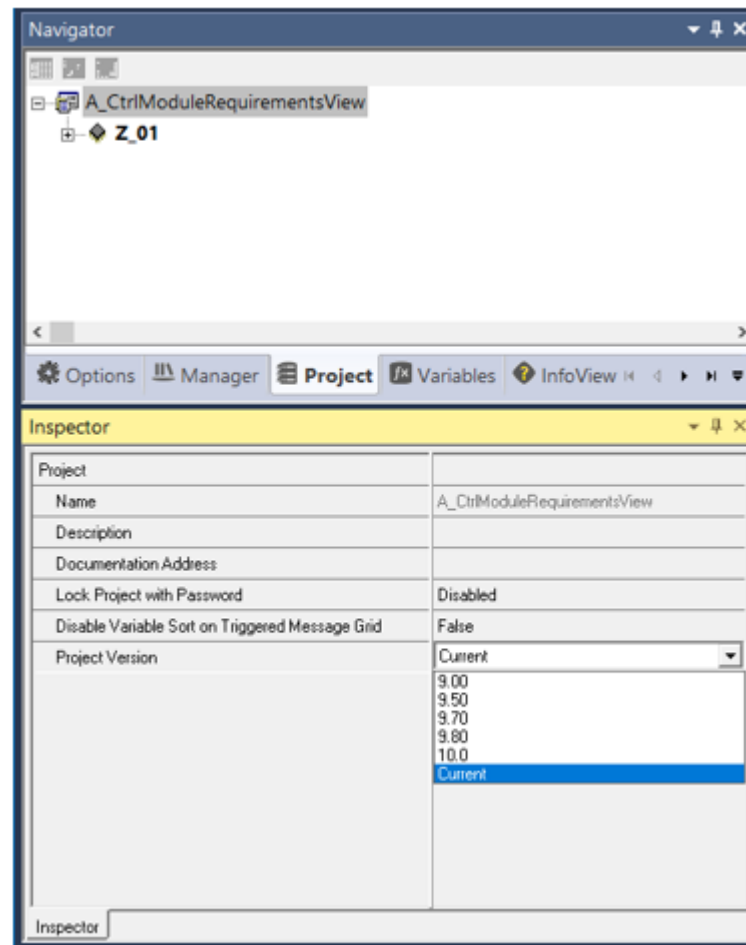 Navigator
A_CtrlModuleRequirementsView
Z_01
Options Manager Project Variables InfoView
Inspector
Project
Name A_CtrlModuleRequirementsView
Description
Documentation Address
Lock Project with Password Disabled
Disable Variable Sort on Triggered Message Grid False
Project Version Current
9.00
9.50
9.70
9.80
10.0
Current
Inspector